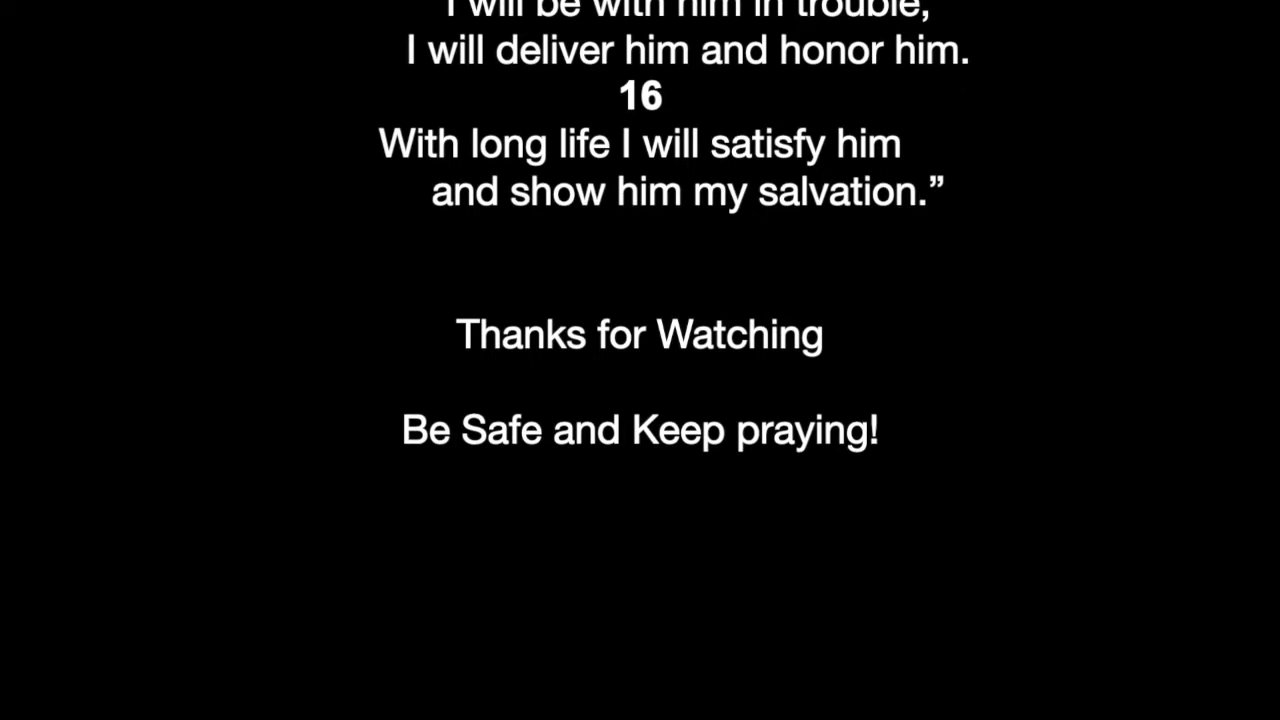 I will be with him in trouble,
I will deliver him and honor him.
16
With long life I will satisfy him
and show him my salvation.”
Thanks for Watching
Be Safe and Keep praying!